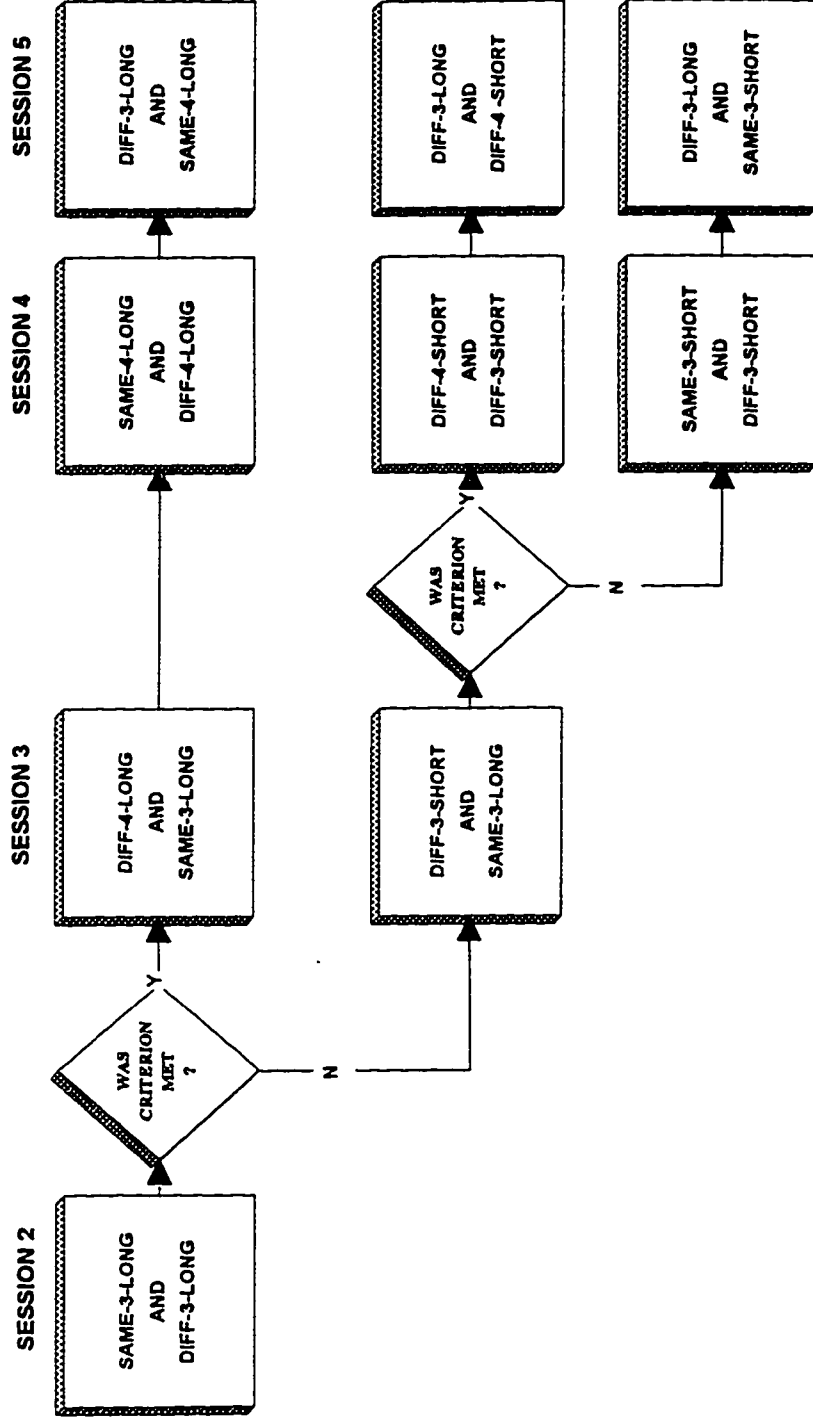 SESSION 2
SESSION 3
SESSION 4
SESSION 5
SAME-3-LONG
AND
DIFF-3-LONG
WAS
CRITERION
MET
?
Y
N
DIFF-4-LONG
AND
SAME-3-LONG
SAME-4-LONG
AND
DIFF-4-LONG
DIFF-3-LONG
AND
SAME-4-LONG
DIFF-3-SHORT
AND
SAME-3-LONG
WAS
CRITERION
MET
?
Y
N
DIFF-4-SHORT
AND
DIFF-3-SHORT
DIFF-3-LONG
AND
DIFF-4 -SHORT
SAME-3-SHORT
AND
DIFF-3-SHORT
DIFF-3-LONG
AND
SAME-3-SHORT